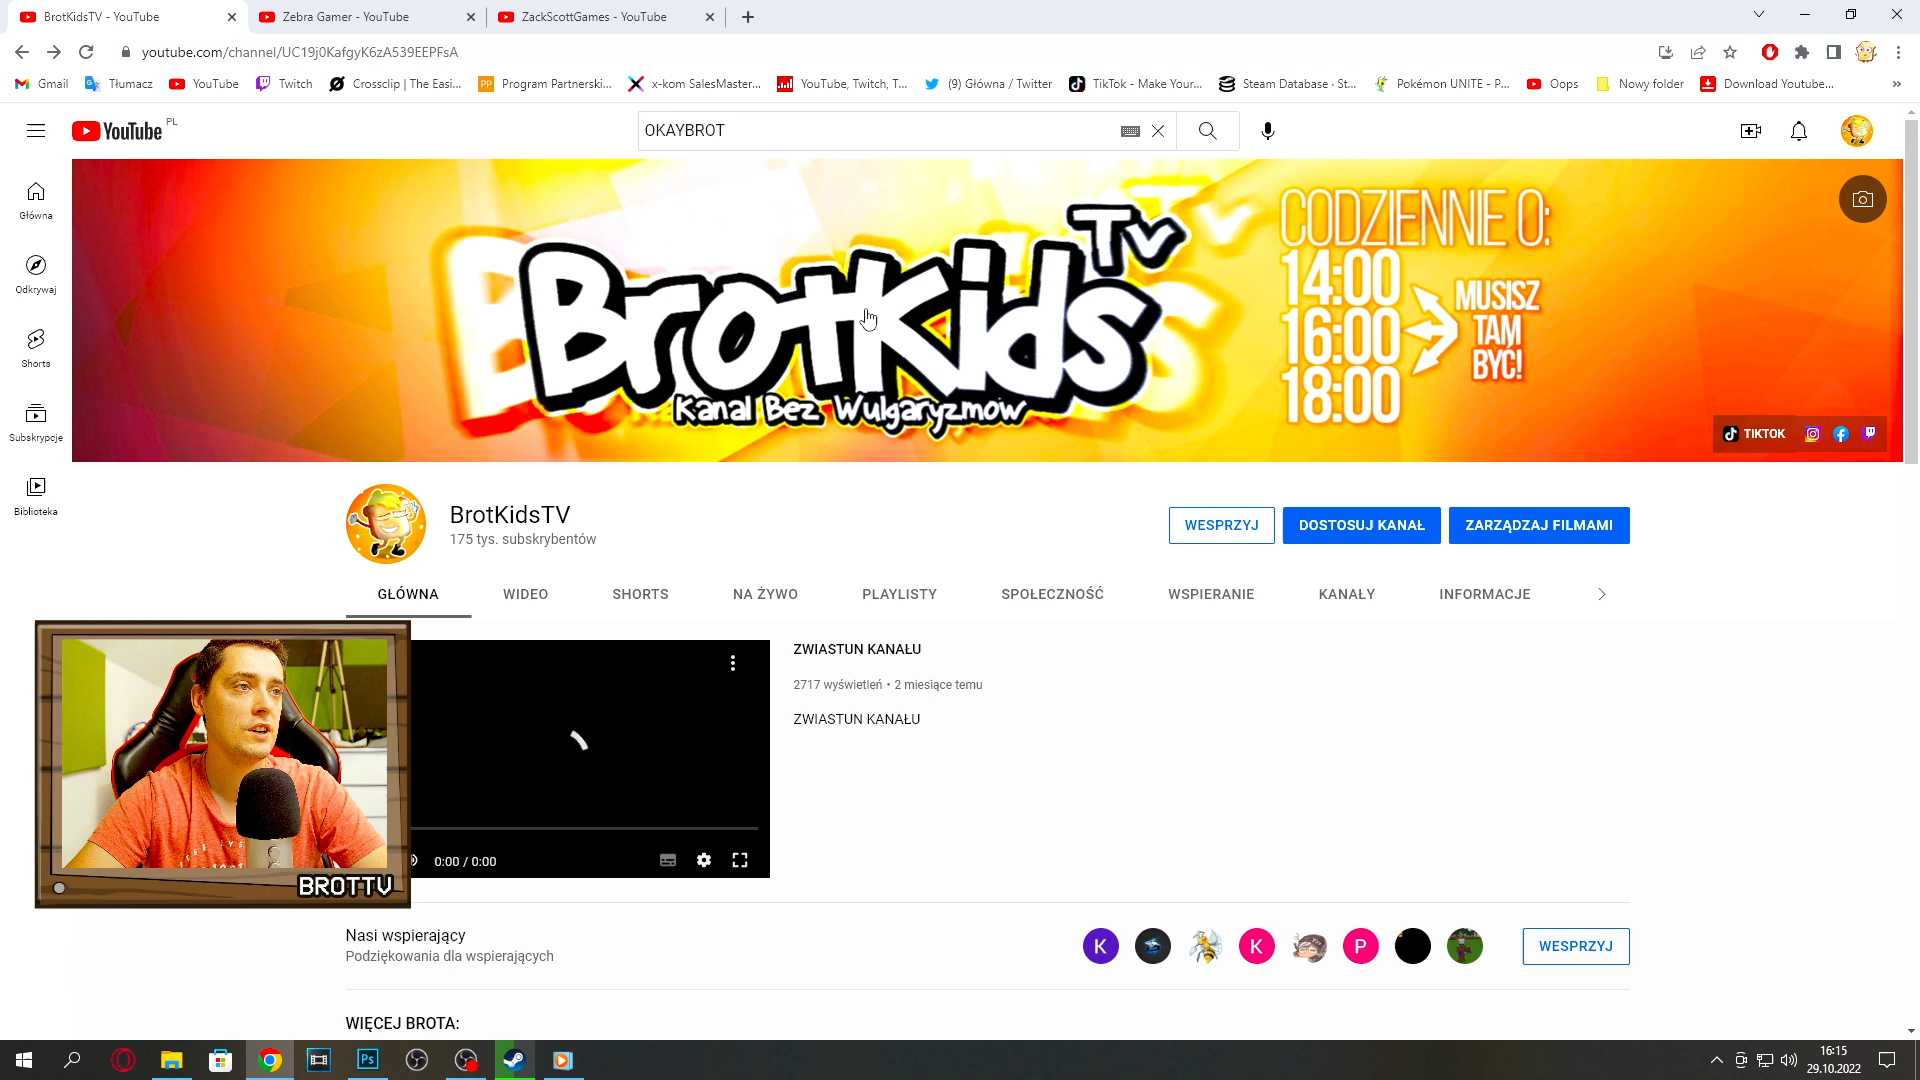 BrotKidsTV - YouTube
Zebra Gamer - YouTube
ZackScottGames - YouTube
youtube.com/channel/UC19j0KafgyK6zA539EEPFsA
Gmail
Tłumacz
YouTube
Twitch
Crossclip | The Easi...
Program Partnerski...
x-kom SalesMaster...
YouTube, Twitch, T...
(9) Główna / Twitter
TikTok - Make Your...
Steam Database · St...
Pokémon UNITE - P...
Oops
Nowy folder
Download Youtube...
YouTube PL
OKAYBROT
Główna
Odkrywaj
Shorts
Subskrypcje
Biblioteka
BrotKids TV
Kanał Bez Wulgaryzmów
CODZIENNIE O:
14:00
16:00
18:00
MUSISZ
TAM
BYĆ!
TIKTOK
BrotKidsTV
175 tys. subskrybentów
WESPRZYJ
DOSTOSUJ KANAŁ
ZARZĄDZAJ FILMAMI
GŁÓWNA
WIDEO
SHORTS
NA ŻYWO
PLAYLISTY
SPOŁECZNOŚĆ
WSPIERANIE
KANAŁY
INFORMACJE
ZWIASTUN KANAŁU
2717 wyświetleń • 2 miesiące temu
ZWIASTUN KANAŁU
0:00 / 0:00
BROTTV
Nasi wspierający
Podziękowania dla wspierających
K
K
P
WESPRZYJ
WIĘCEJ BROTA:
Ps
16:15
29.10.2022